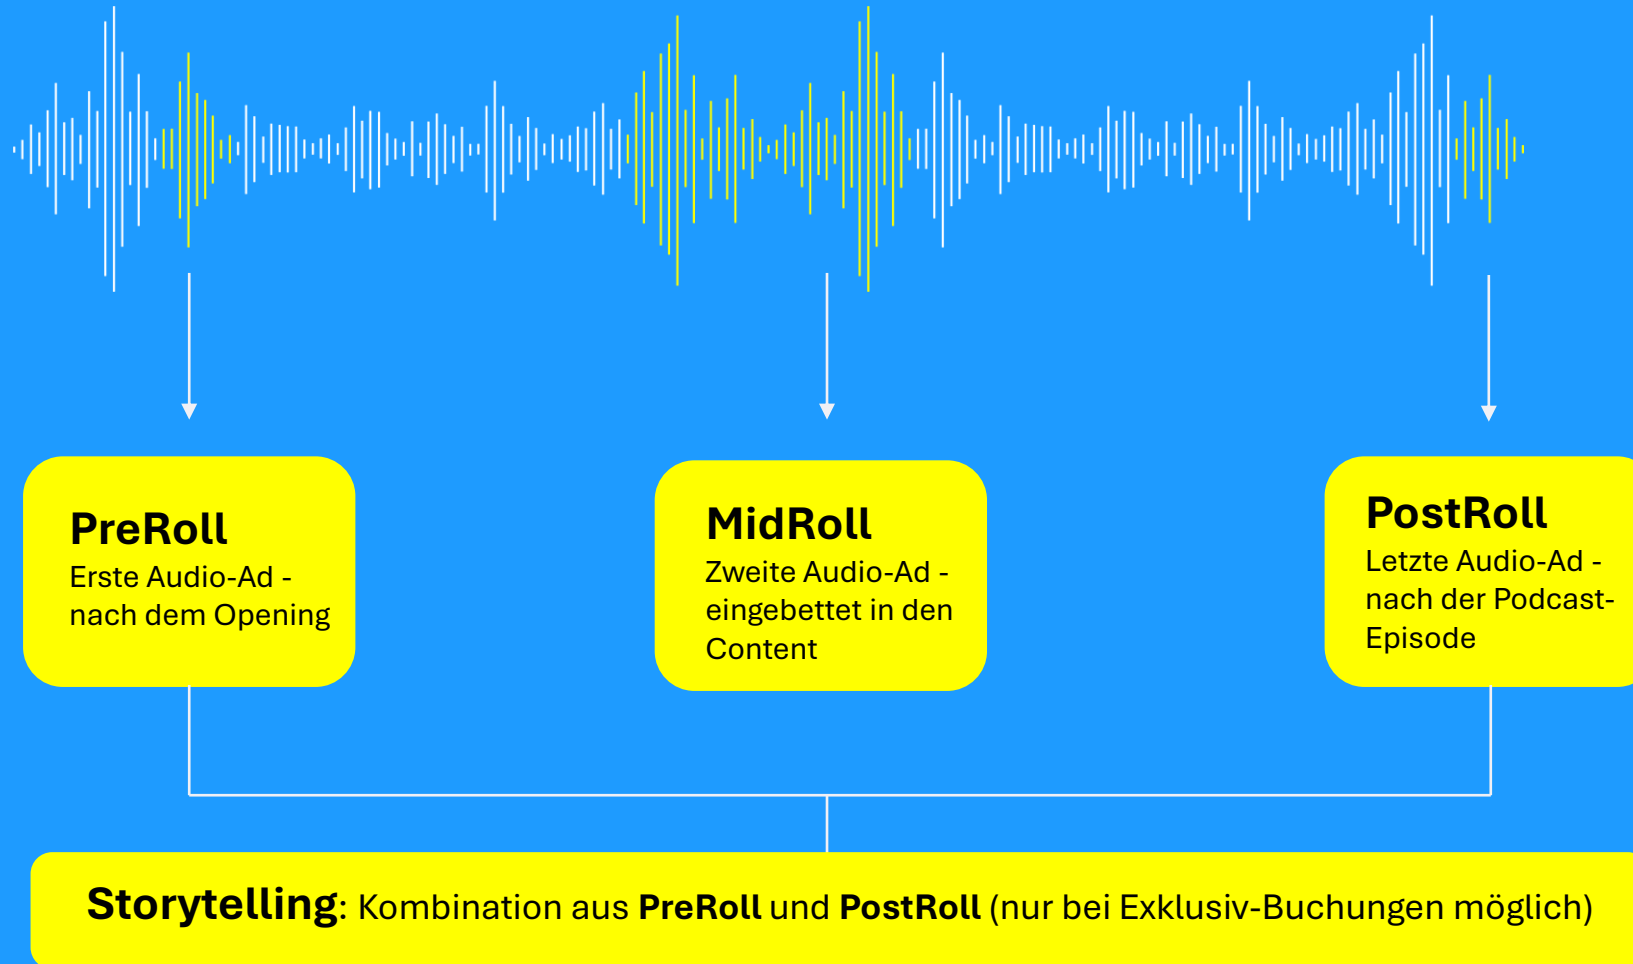 PreRoll
Erste Audio-Ad -
nach dem Opening
MidRoll
Zweite Audio-Ad -
eingebettet in den
Content
PostRoll
Letzte Audio-Ad -
nach der Podcast-
Episode
Storytelling: Kombination aus PreRoll und PostRoll (nur bei Exklusiv-Buchungen möglich)